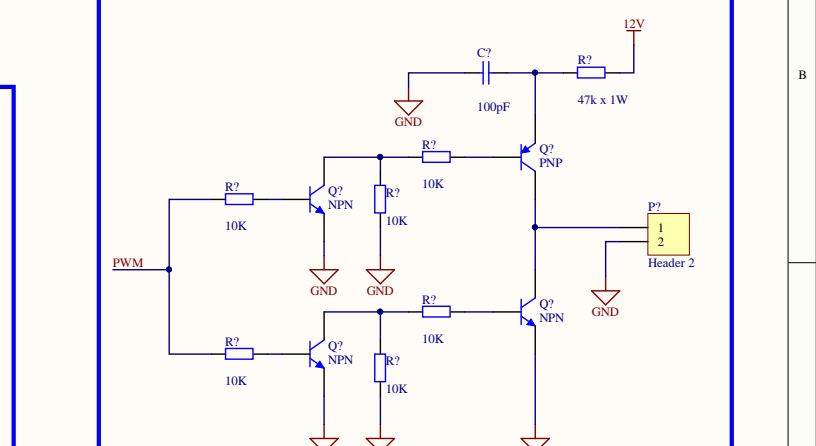 12V
C?
R?
B
100pF
47k x 1W
GND
R?
Q?
PNP
10K
R?
Q?
NPN
R?
10K
10K
P?
1
2
Header 2
PWM
GND
GND
GND
R?
Q?
NPN
10K
R?
Q?
NPN
R?
10K
10K